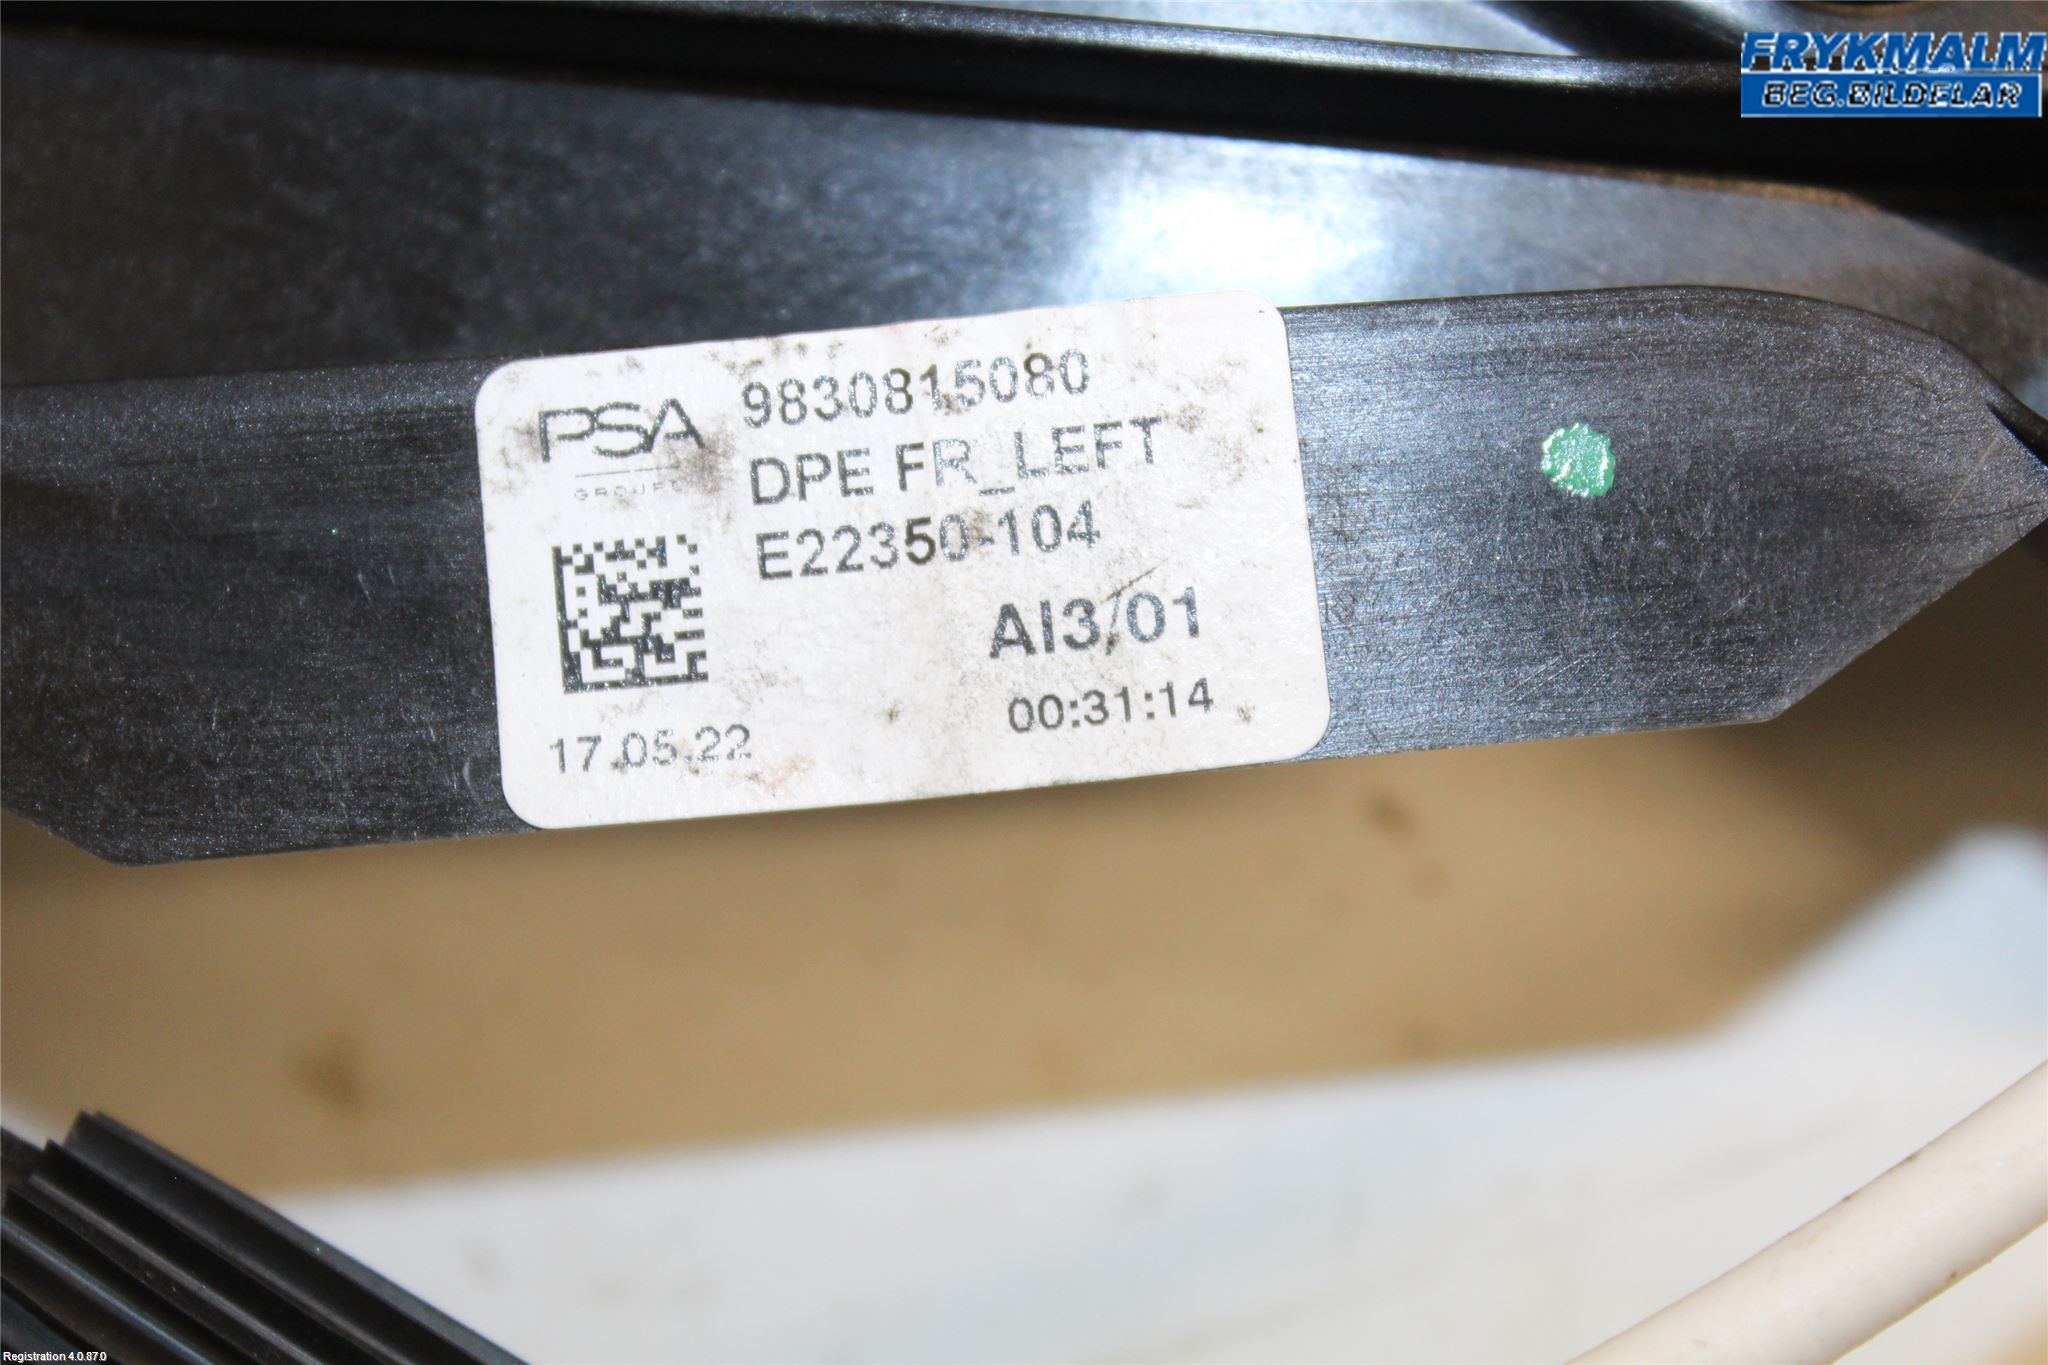 FRYKMALM
BEG.BILDELAR
PSA
GROUPE
9830815080
DPE FR_LEFT
E22350-104
AI3/01
17.05.22
00:31:14
Registration 4.0.87.0